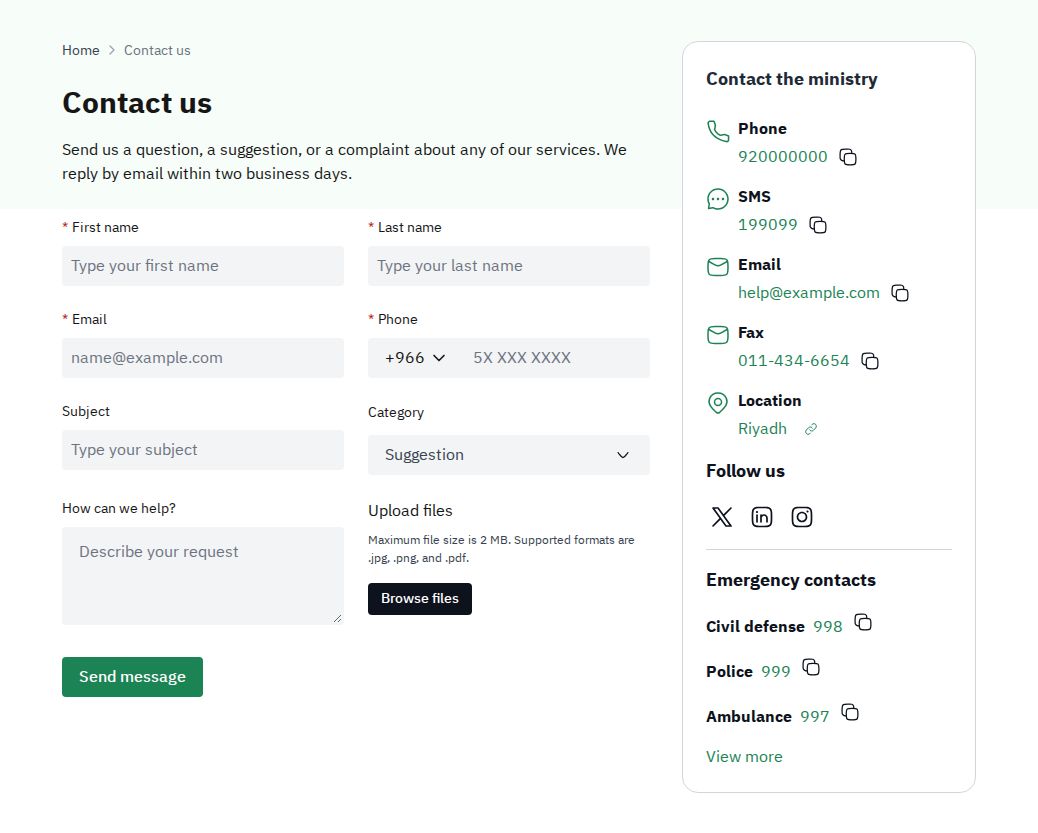 Home
Contact us
Contact us
Send us a question, a suggestion, or a complaint about any of our services. We
reply by email within two business days.
* First name
Type your first name
* Last name
Type your last name
* Email
name@example.com
* Phone
+966
5X XXX XXXX
Subject
Type your subject
Category
Suggestion
How can we help?
Describe your request
Upload files
Maximum file size is 2 MB. Supported formats are
.jpg, .png, and .pdf.
Browse files
Send message
Contact the ministry
Phone
920000000
SMS
199099
Email
help@example.com
Fax
011-434-6654
Location
Riyadh
Follow us
Emergency contacts
Civil defense 998
Police 999
Ambulance 997
View more